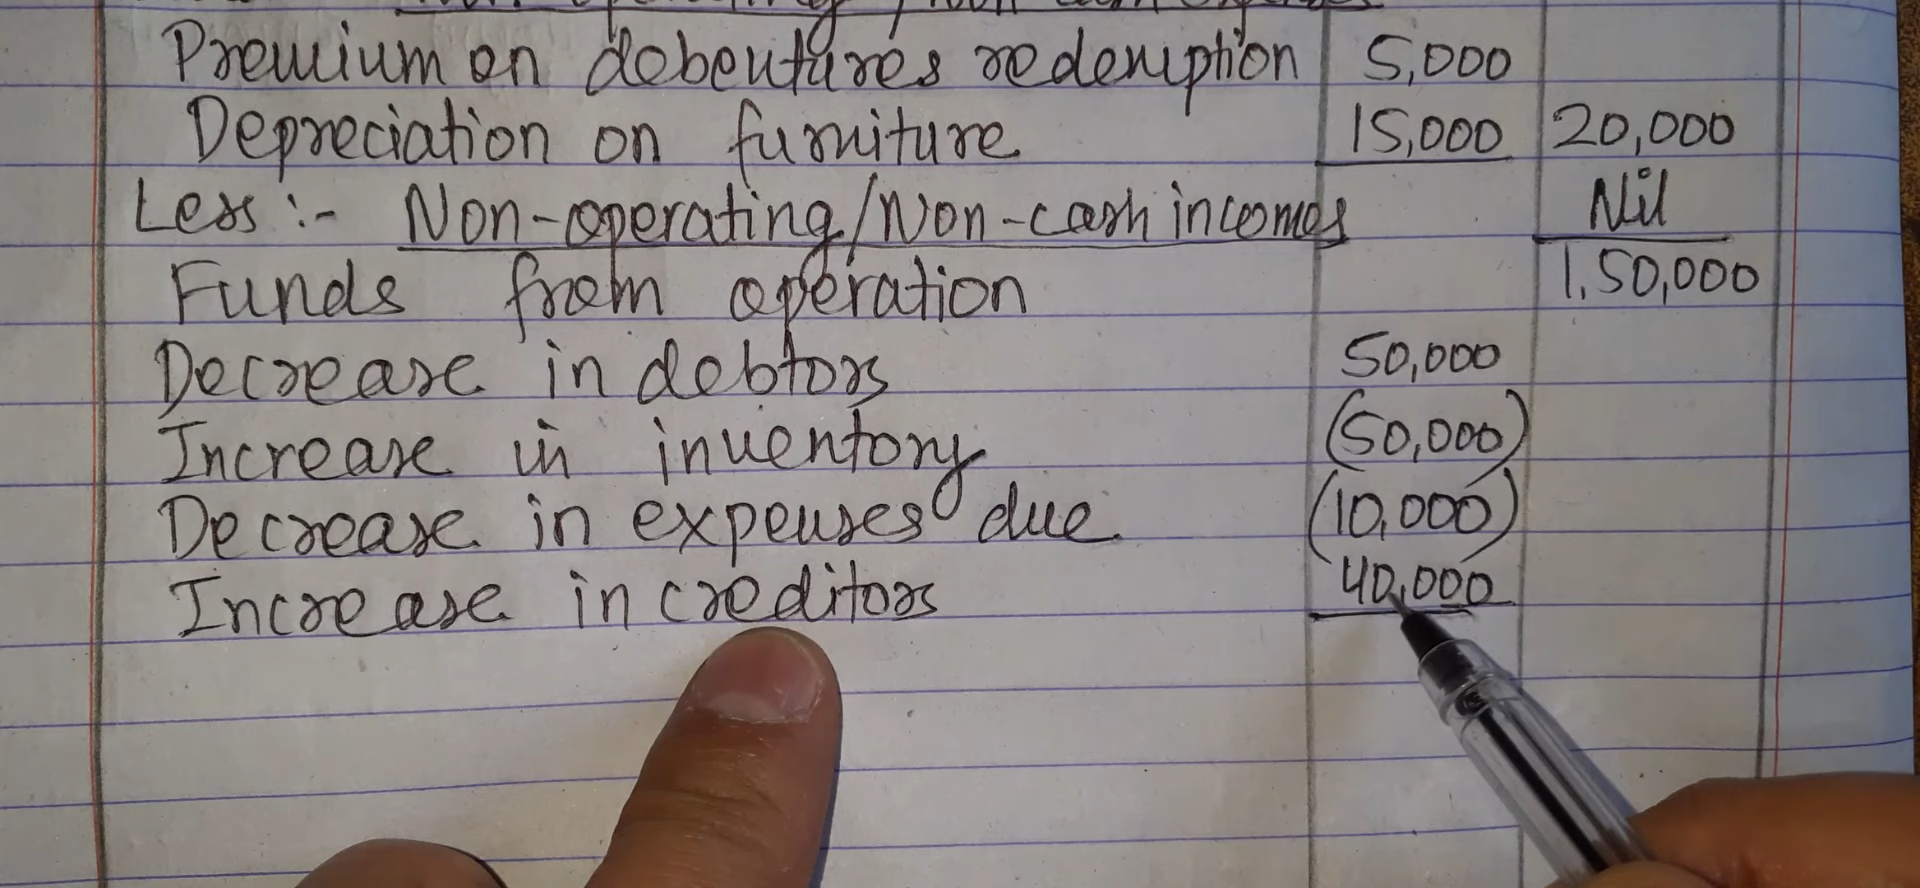 Premium on debentures redemption 5,000
Depreciation on furniture 15,000 20,000
Less :- Non-operating/Non-cash incomes Nil
Funds from operation 1,50,000
Decrease in debtors 50,000
Increase in inventory (50,000)
Decrease in expenses due (10,000)
Increase in creditors 40,000